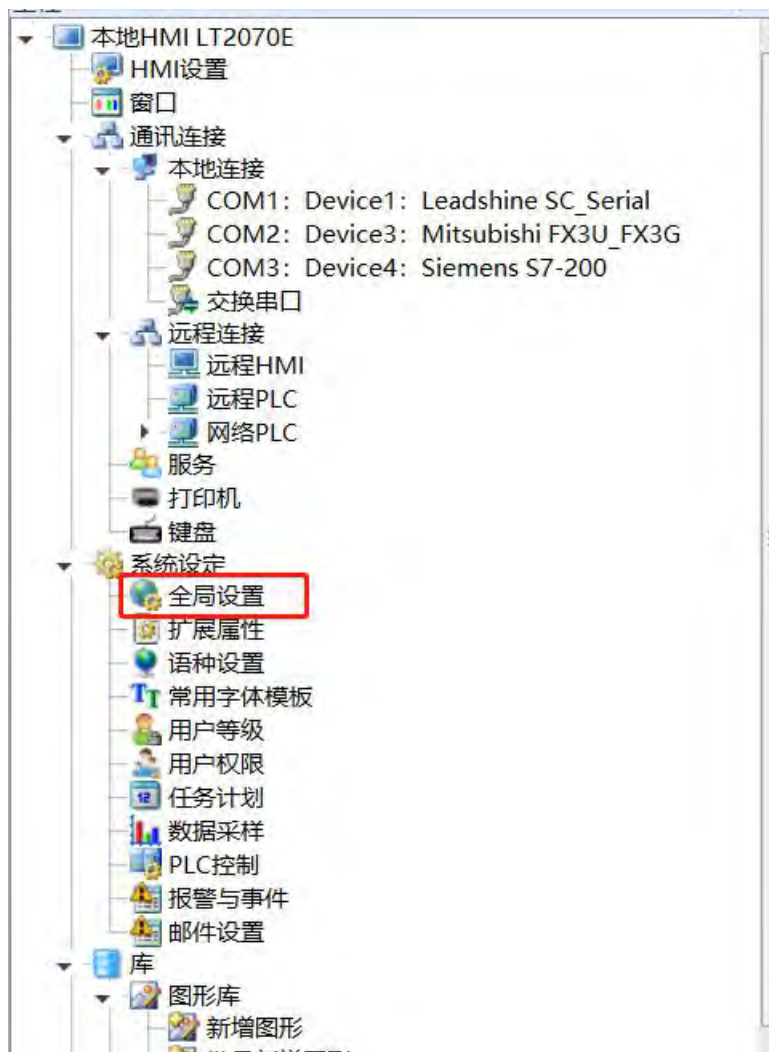 本地HMI LT2070E
HMI设置
窗口
通讯连接
本地连接
COM1：Device1：Leadshine SC_Serial
COM2：Device3：Mitsubishi FX3U_FX3G
COM3：Device4：Siemens S7-200
交换串口
远程连接
远程HMI
远程PLC
网络PLC
服务
打印机
键盘
系统设定
全局设置
扩展属性
语种设置
常用字体模板
用户等级
用户权限
任务计划
数据采样
PLC控制
报警与事件
邮件设置
库
图形库
新增图形